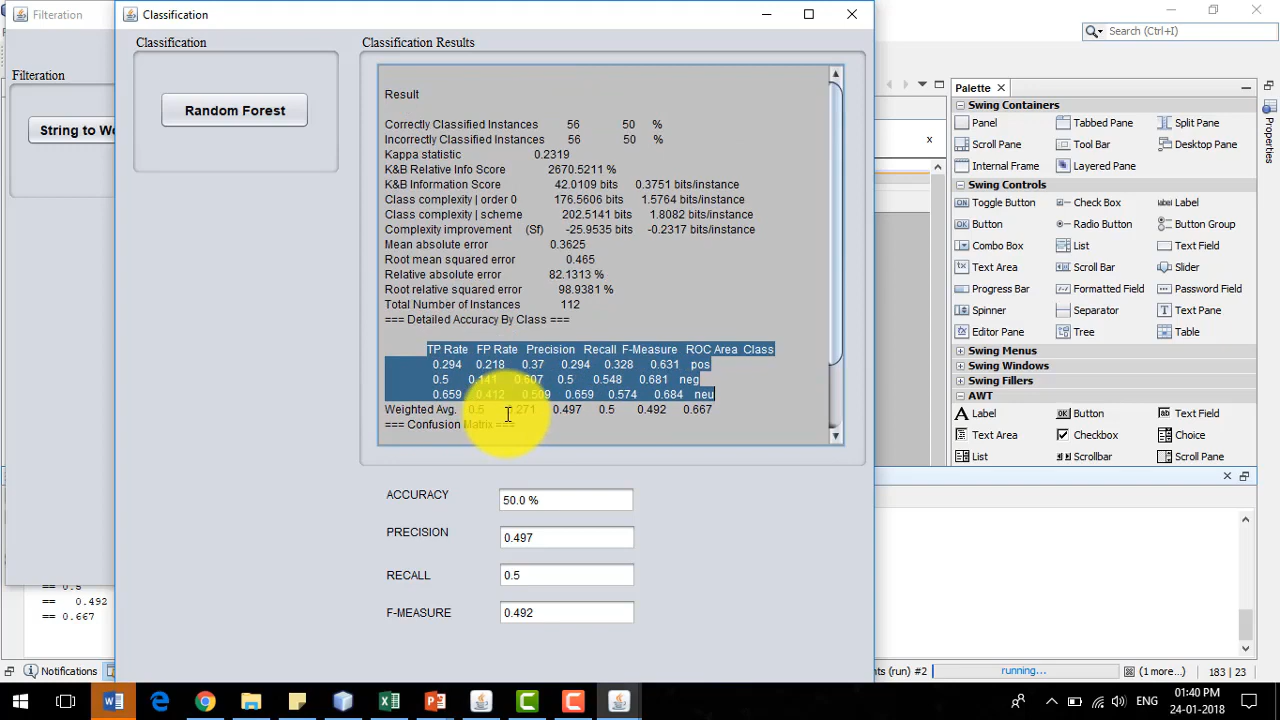 Filteration
Classification
Search (Ctrl+I)
Classification
Classification Results
Filteration
Random Forest
String to Wo
Result
Correctly Classified Instances 56 50 %
Incorrectly Classified Instances 56 50 %
Kappa statistic 0.2319
K&B Relative Info Score 2670.5211 %
K&B Information Score 42.0109 bits 0.3751 bits/instance
Class complexity | order 0 176.5606 bits 1.5764 bits/instance
Class complexity | scheme 202.5141 bits 1.8082 bits/instance
Complexity improvement (Sf) -25.9535 bits -0.2317 bits/instance
Mean absolute error 0.3625
Root mean squared error 0.465
Relative absolute error 82.1313 %
Root relative squared error 98.9381 %
Total Number of Instances 112
=== Detailed Accuracy By Class ===
TP Rate FP Rate Precision Recall F-Measure ROC Area Class
0.294 0.218 0.37 0.294 0.328 0.631 pos
0.5 0.141 0.607 0.5 0.548 0.681 neg
0.659 0.412 0.509 0.659 0.574 0.684 neu
Weighted Avg. 0.5 0.271 0.497 0.5 0.492 0.667
=== Confusion Matrix ===
ACCURACY 50.0 %
PRECISION 0.497
RECALL 0.5
F-MEASURE 0.492
== 0.5
== 0.492
== 0.667
Palette
Swing Containers
Panel Tabbed Pane Split Pane
Scroll Pane Tool Bar Desktop Pane
Internal Frame Layered Pane
Swing Controls
Toggle Button Check Box Label
Button Radio Button Button Group
Combo Box List Text Field
Text Area Scroll Bar Slider
Progress Bar Formatted Field Password Field
Spinner Separator Text Pane
Editor Pane Tree Table
Swing Menus
Swing Windows
Swing Fillers
AWT
Label Button Text Field
Text Area Checkbox Choice
List Scrollbar Scroll Pane
Notifications
(run) #2 running... (1 more...) 183 | 23
ENG
01:40 PM
24-01-2018